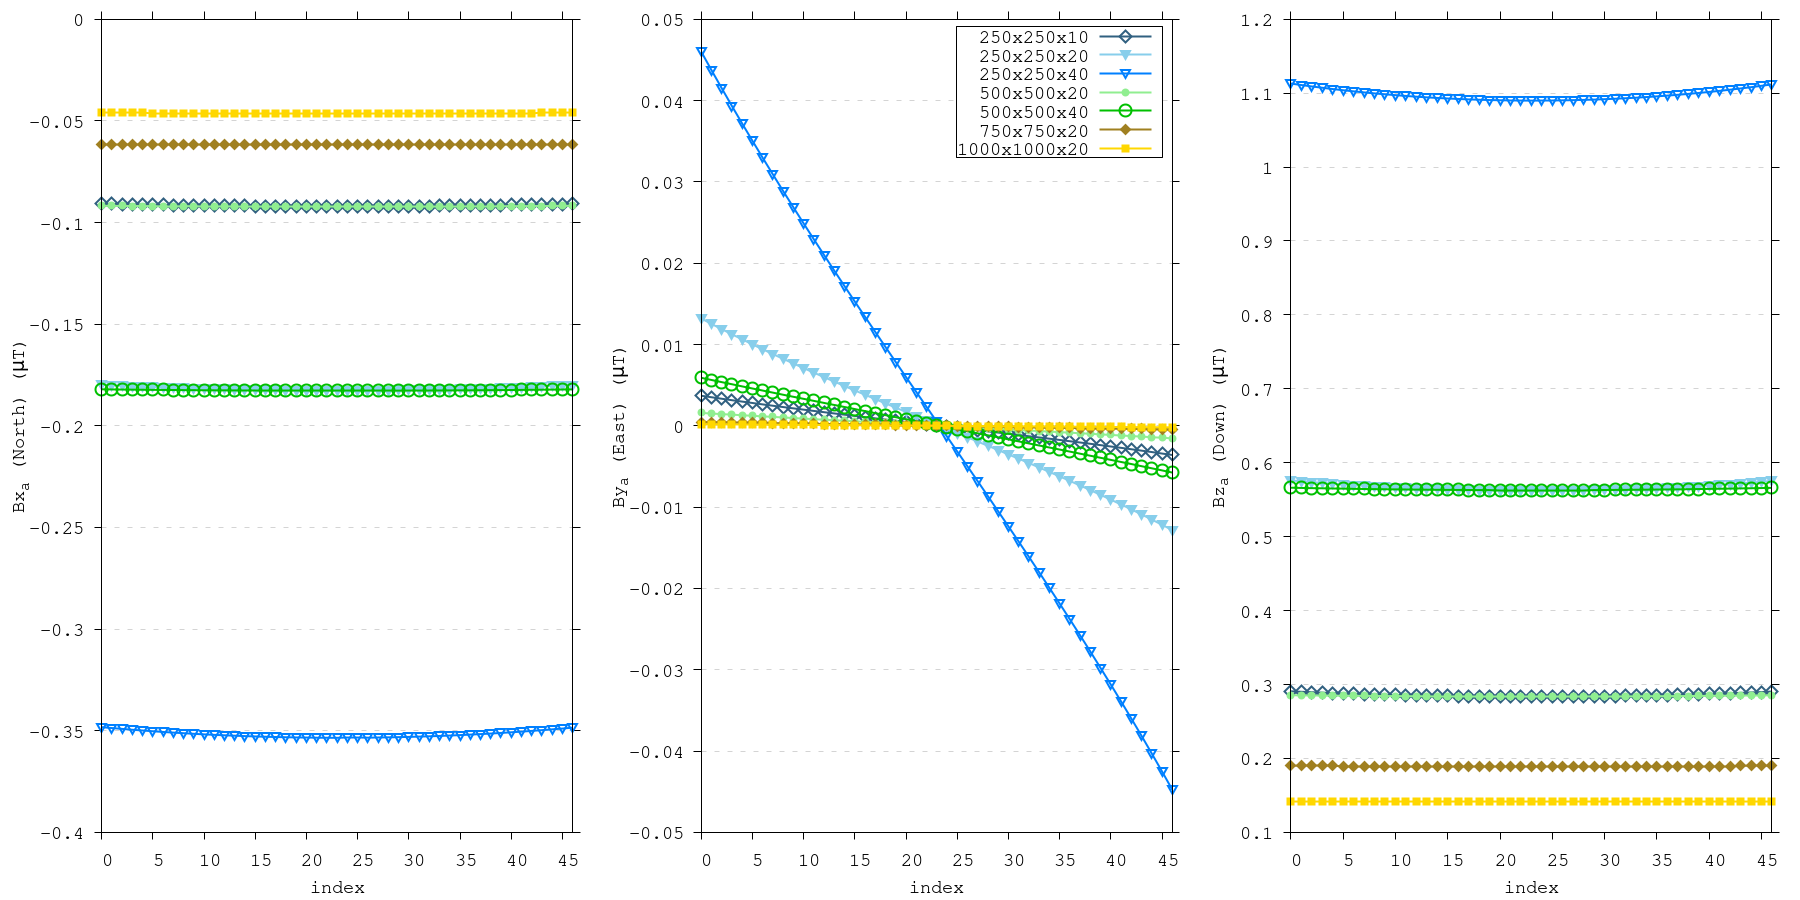 0
-0.05
-0.1
-0.15
-0.2
-0.25
-0.3
-0.35
-0.4
Bxa (North) (µT)
0 5 10 15 20 25 30 35 40 45
index
0.05
0.04
0.03
0.02
0.01
0
-0.01
-0.02
-0.03
-0.04
-0.05
Bya (East) (µT)
250x250x10
250x250x20
250x250x40
500x500x20
500x500x40
750x750x20
1000x1000x20
0 5 10 15 20 25 30 35 40 45
index
1.2
1.1
1
0.9
0.8
0.7
0.6
0.5
0.4
0.3
0.2
0.1
Bza (Down) (µT)
0 5 10 15 20 25 30 35 40 45
index